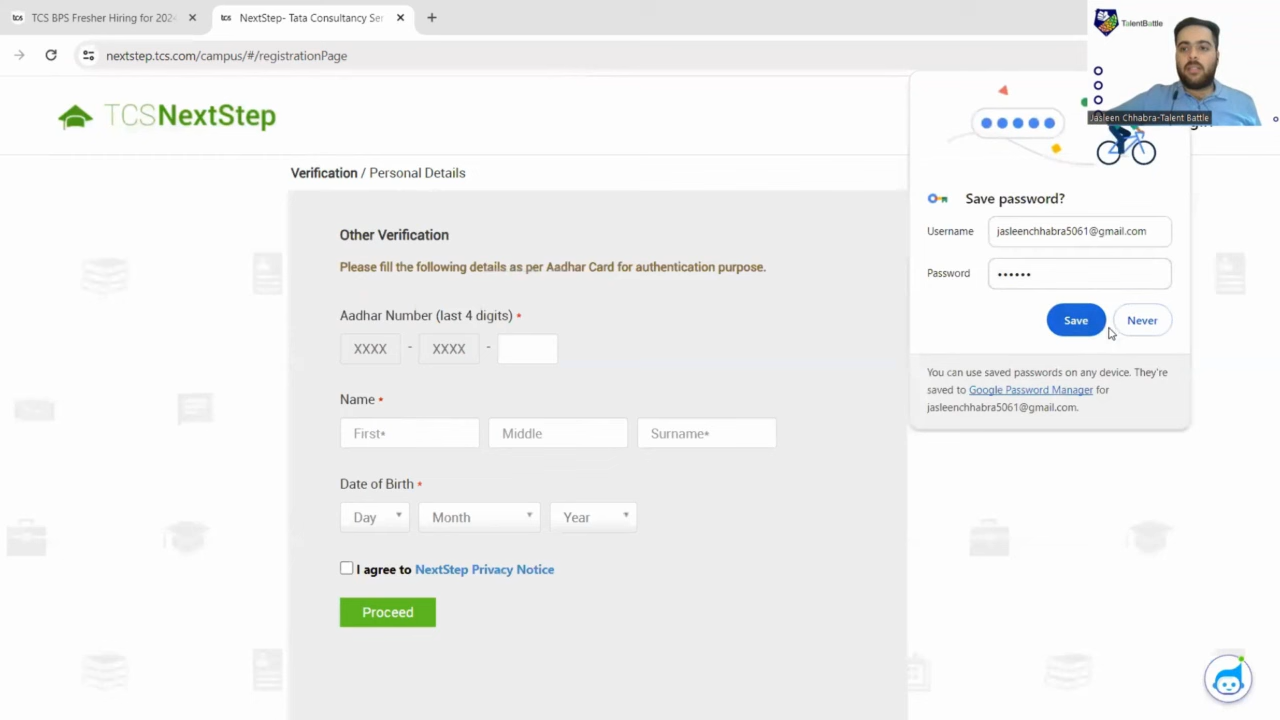 TCS BPS Fresher Hiring for 2024
NextStep- Tata Consultancy Ser
nextstep.tcs.com/campus/#/registrationPage
TalentBattle
Jasleen Chhabra-Talent Battle
TCS NextStep
Verification / Personal Details
Other Verification
Please fill the following details as per Aadhar Card for authentication purpose.
Aadhar Number (last 4 digits) *
XXXX - XXXX -
Name *
First* Middle Surname*
Date of Birth *
Day Month Year
I agree to NextStep Privacy Notice
Proceed
Save password?
Username jasleenchhabra5061@gmail.com
Password ••••••
Save Never
You can use saved passwords on any device. They're
saved to Google Password Manager for
jasleenchhabra5061@gmail.com.